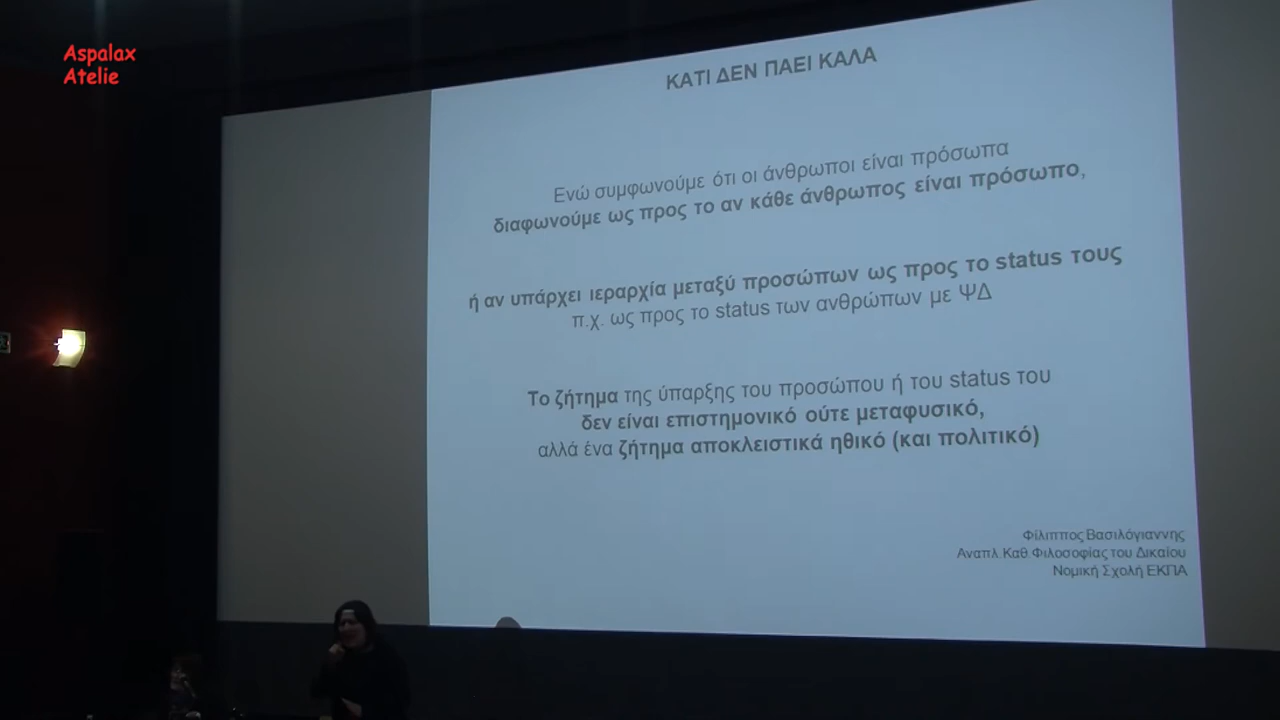 Aspalax
Atelie
ΚΑΤΙ ΔΕΝ ΠΑΕΙ ΚΑΛΑ
Ενώ συμφωνούμε ότι οι άνθρωποι είναι πρόσωπα
διαφωνούμε ως προς το αν κάθε άνθρωπος είναι πρόσωπο,
ή αν υπάρχει ιεραρχία μεταξύ προσώπων ως προς το status τους
π.χ. ως προς το status των ανθρώπων με ΨΔ
Το ζήτημα της ύπαρξης του προσώπου ή του status του
δεν είναι επιστημονικό ούτε μεταφυσικό,
αλλά ένα ζήτημα αποκλειστικά ηθικό (και πολιτικό)
Φίλιππος Βασιλόγιαννης
Αναπλ. Καθ. Φιλοσοφίας του Δικαίου
Νομική Σχολή ΕΚΠΑ